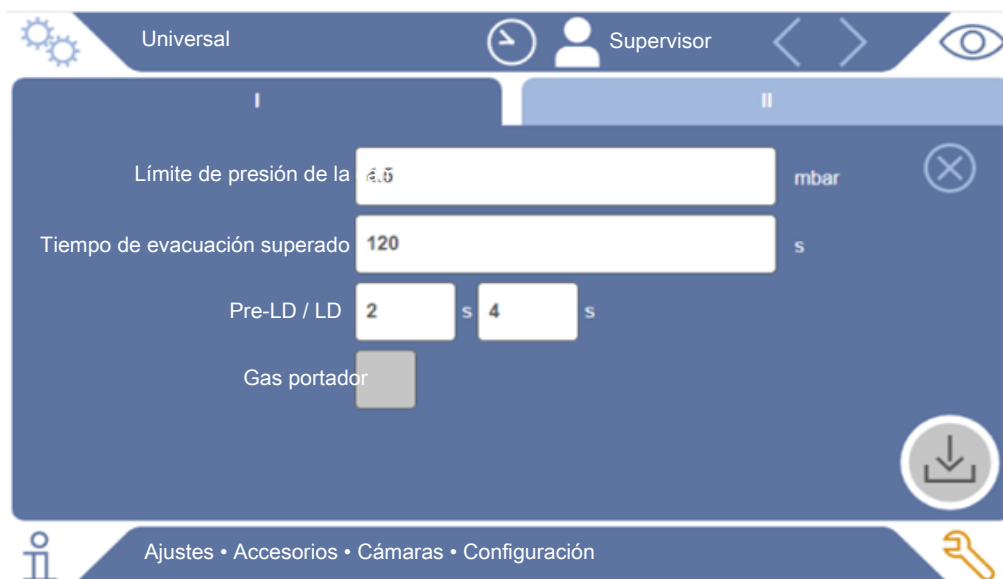 Universal
Supervisor
I
II
Límite de presión de la
mbar
Tiempo de evacuación superado 120 s
Pre-LD / LD 2 s 4 s
Gas portador
Ajustes • Accesorios • Cámaras • Configuración